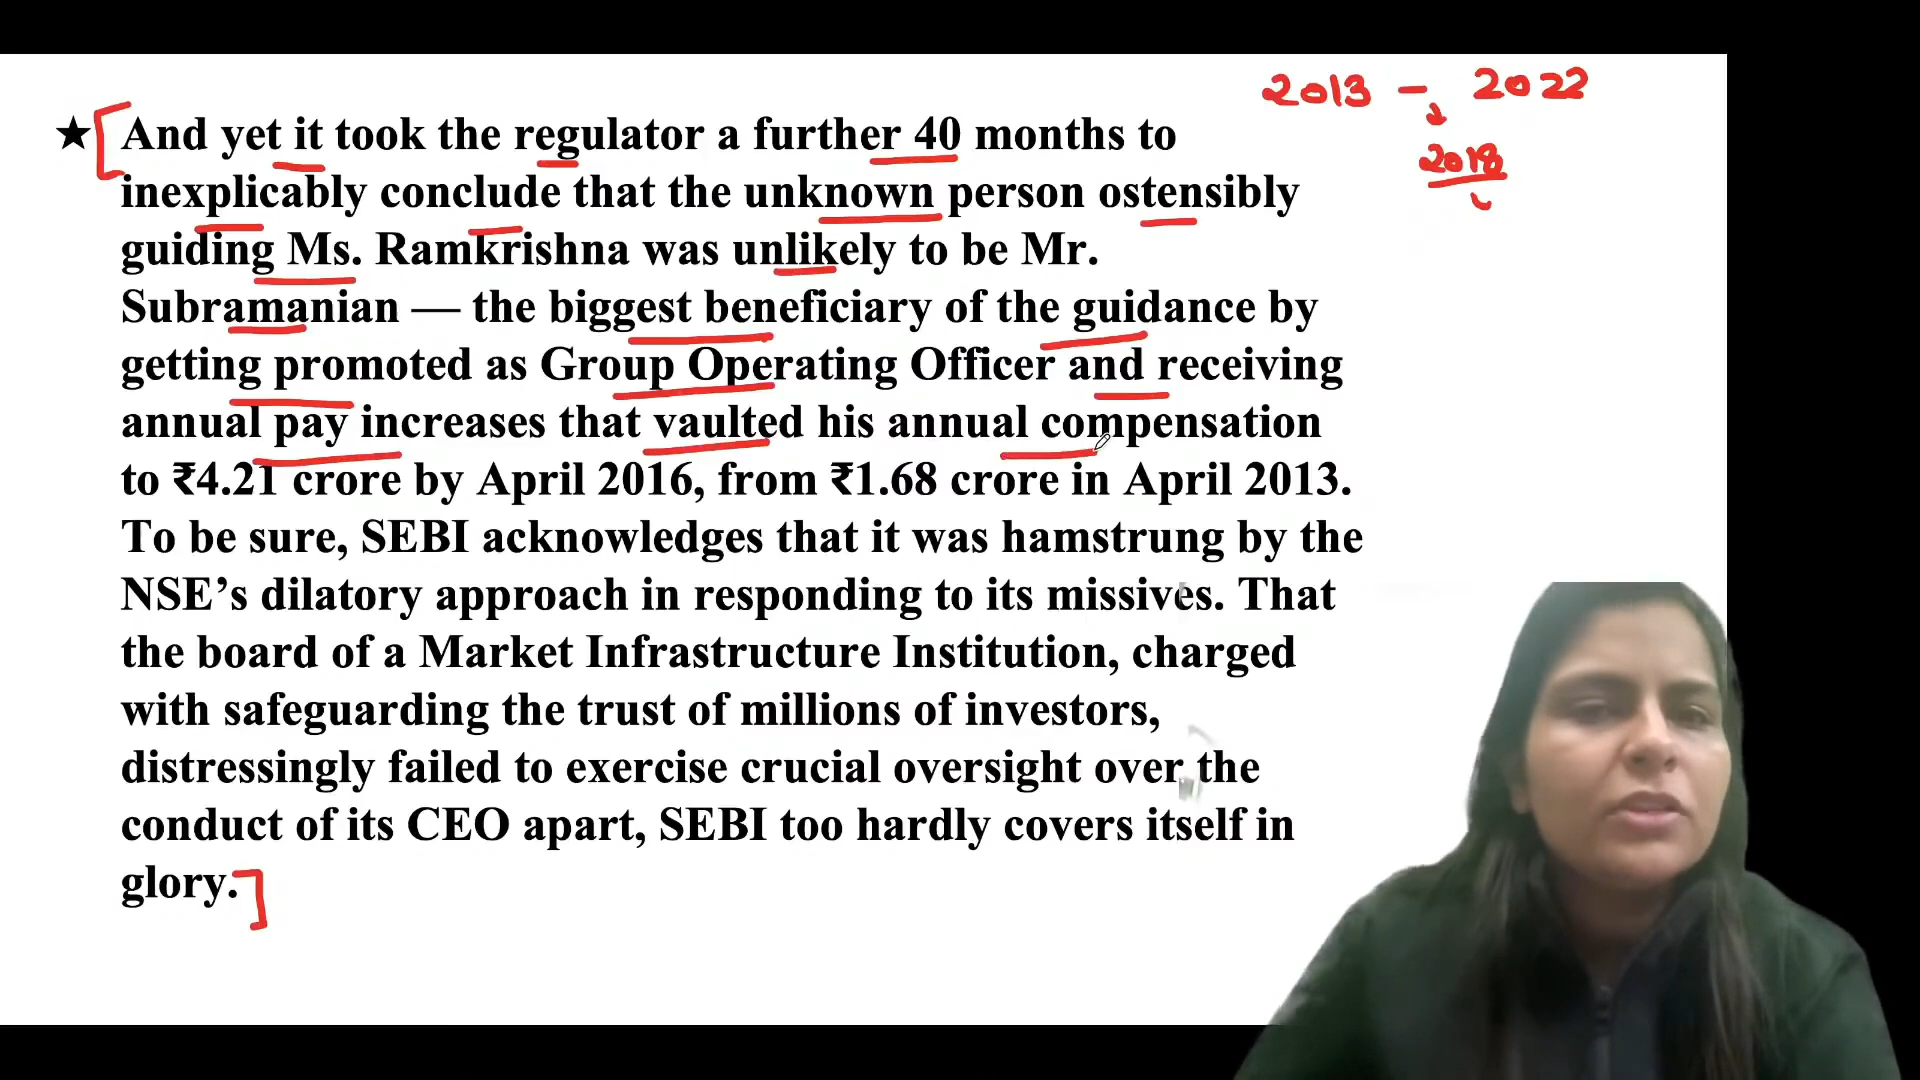 2013 - 2022
2018
★ And yet it took the regulator a further 40 months to
inexplicably conclude that the unknown person ostensibly
guiding Ms. Ramkrishna was unlikely to be Mr.
Subramanian — the biggest beneficiary of the guidance by
getting promoted as Group Operating Officer and receiving
annual pay increases that vaulted his annual compensation
to ₹4.21 crore by April 2016, from ₹1.68 crore in April 2013.
To be sure, SEBI acknowledges that it was hamstrung by the
NSE’s dilatory approach in responding to its missives. That
the board of a Market Infrastructure Institution, charged
with safeguarding the trust of millions of investors,
distressingly failed to exercise crucial oversight over the
conduct of its CEO apart, SEBI too hardly covers itself in
glory.